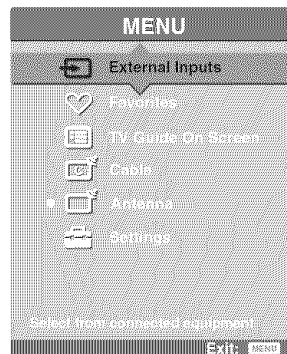 MENU
External Inputs
Favorites
TV Guide On Screen
Cable
Antenna
Settings
Select from connected equipment
Exit: MENU